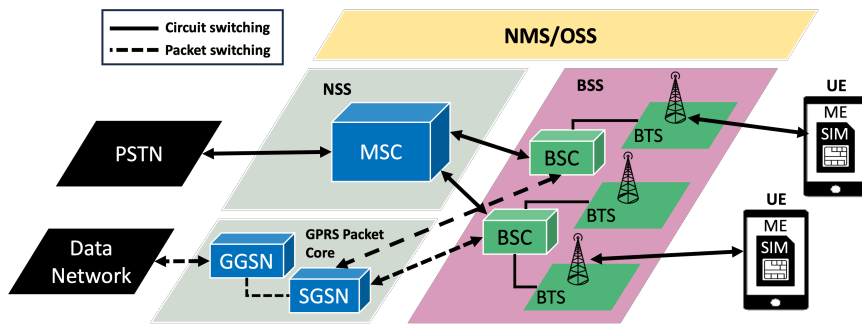 Circuit switching
Packet switching
NMS/OSS
NSS
BSS
UE
ME
SIM
PSTN
MSC
BSC
BTS
BTS
UE
ME
SIM
GPRS Packet
Core
BSC
Data
Network
GGSN
SGSN
BTS